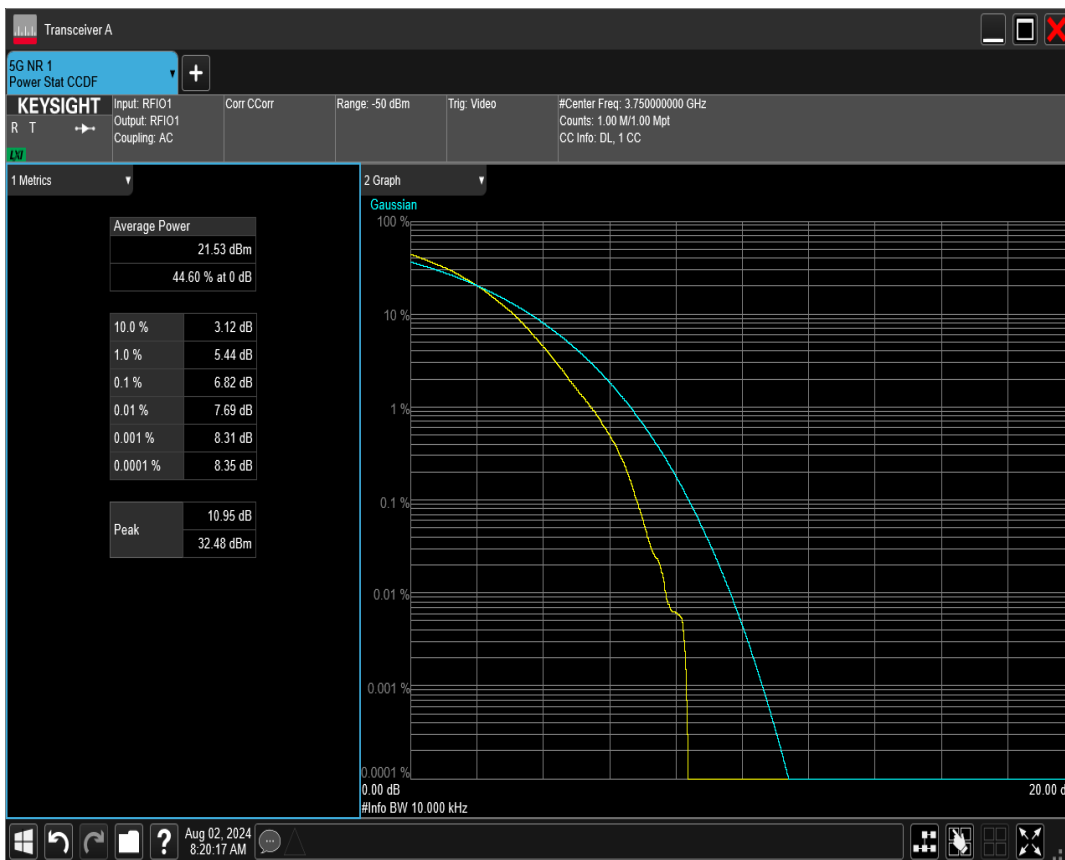 Transceiver A
5G NR 1
Power Stat CCDF
KEYSIGHT
R T
LXI
Input: RFIO1
Output: RFIO1
Coupling: AC
Corr CCorr
Range: -50 dBm
Trig: Video
#Center Freq: 3.750000000 GHz
Counts: 1.00 M/1.00 Mpt
CC Info: DL, 1 CC
1 Metrics
Average Power
21.53 dBm
44.60 % at 0 dB
10.0 % 3.12 dB
1.0 % 5.44 dB
0.1 % 6.82 dB
0.01 % 7.69 dB
0.001 % 8.31 dB
0.0001 % 8.35 dB
Peak
10.95 dB
32.48 dBm
2 Graph
Gaussian
100 %
10 %
1 %
0.1 %
0.01 %
0.001 %
0.0001 %
0.00 dB
20.00 d
#Info BW 10.000 kHz
Aug 02, 2024
8:20:17 AM